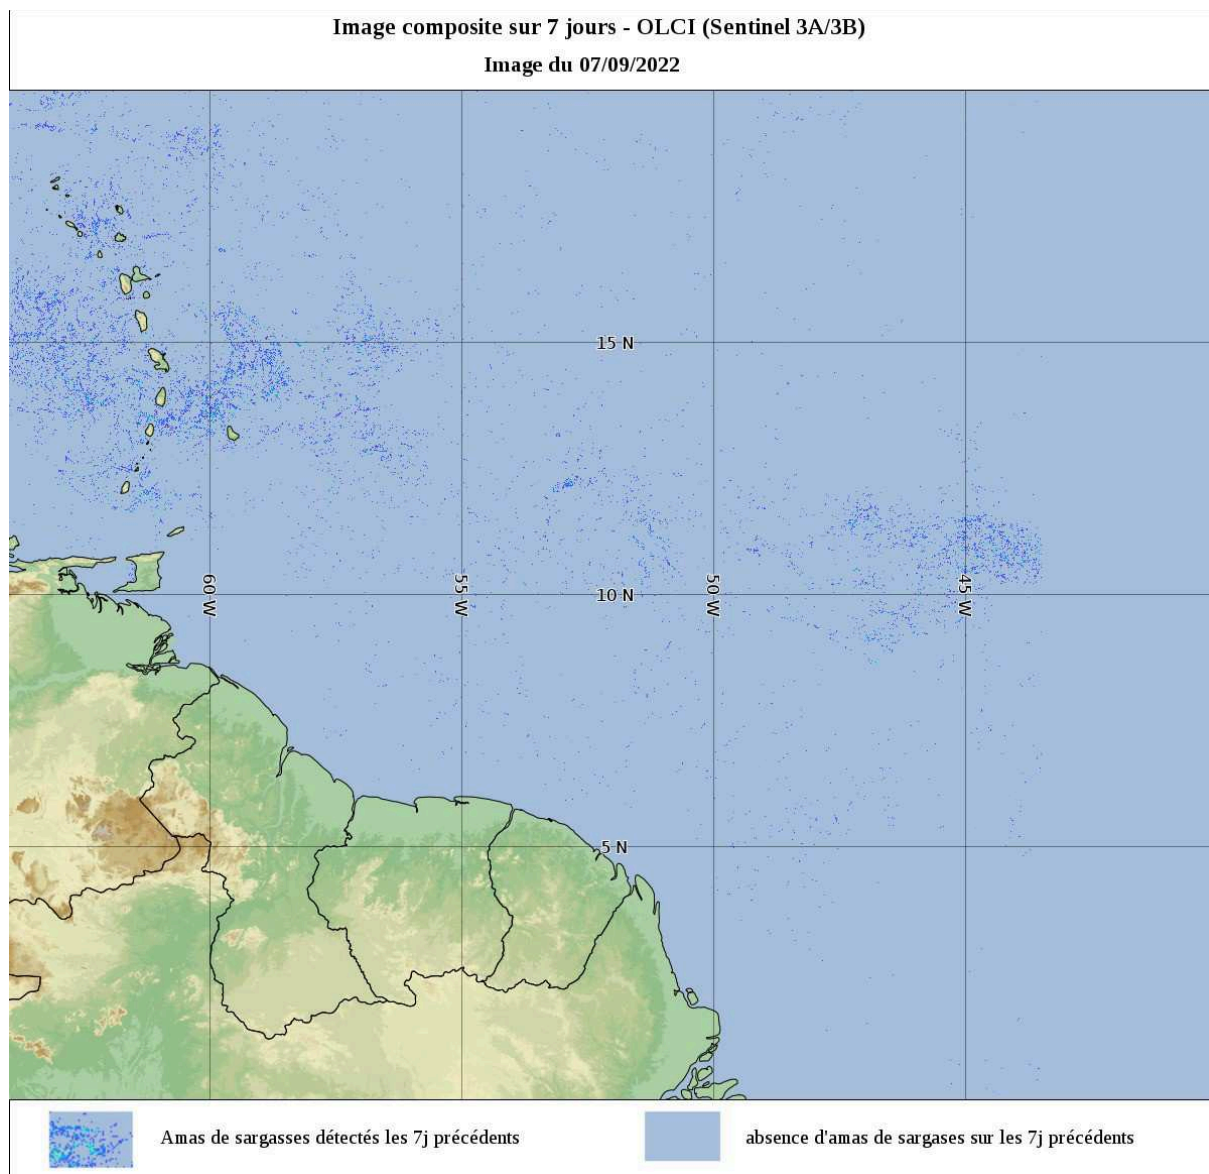 Image composite sur 7 jours - OLCI (Sentinel 3A/3B)
Image du 07/09/2022
15 N
60 W
55 W
10 N
50 W
45 W
5 N
Amas de sargasses détectés les 7j précédents
absence d'amas de sargases sur les 7j précédents